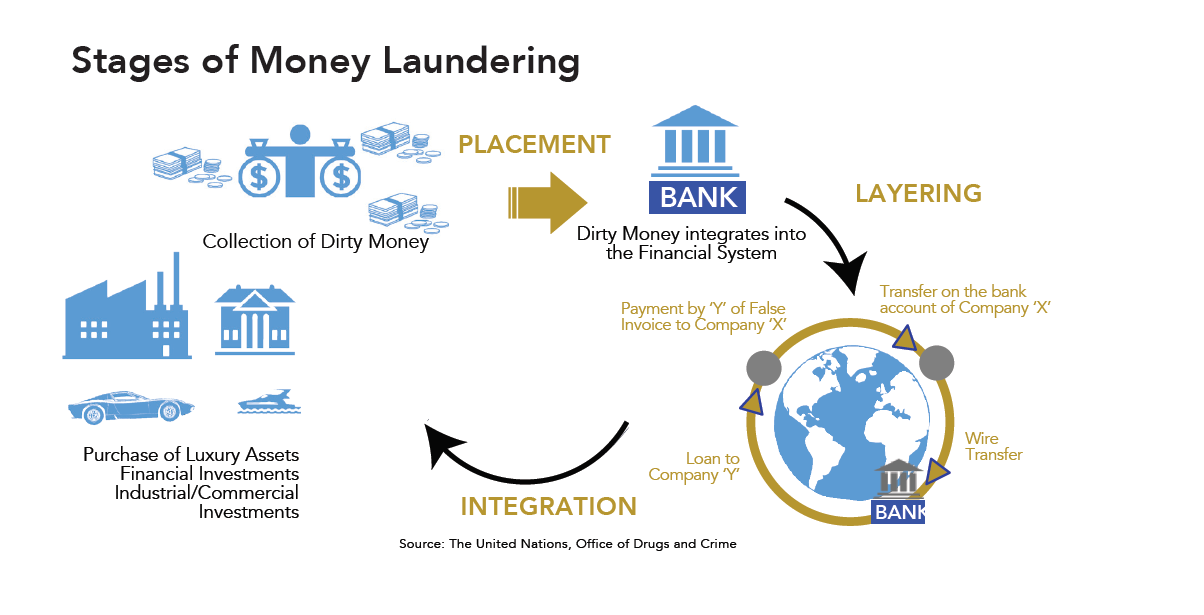 Stages of Money Laundering
PLACEMENT
$
$
BANK
LAYERING
Collection of Dirty Money
Dirty Money integrates into
the Financial System
Payment by ‘Y’ of False
Invoice to Company ‘X’
Transfer on the bank
account of Company ‘X’
Wire
Transfer
BANK
Loan to
Company ‘Y’
INTEGRATION
Purchase of Luxury Assets
Financial Investments
Industrial/Commercial
Investments
Source: The United Nations, Office of Drugs and Crime